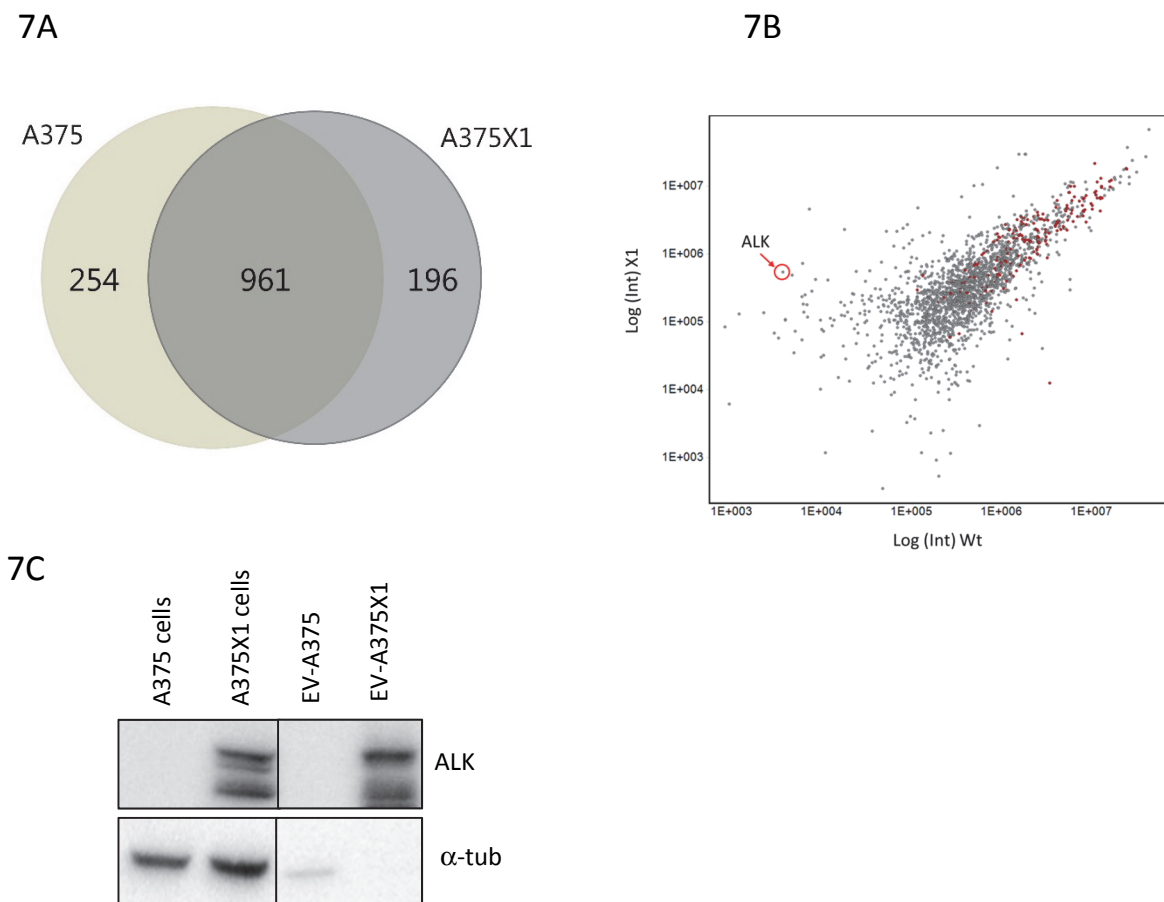 7A
7B
A375
A375X1
254
961
196
Log (Int) X1
1E+007
1E+006
1E+005
1E+004
1E+003
ALK
1E+003
1E+004
1E+005
1E+006
1E+007
Log (Int) Wt
7C
A375 cells
A375X1 cells
EV-A375
EV-A375X1
ALK
α-tub